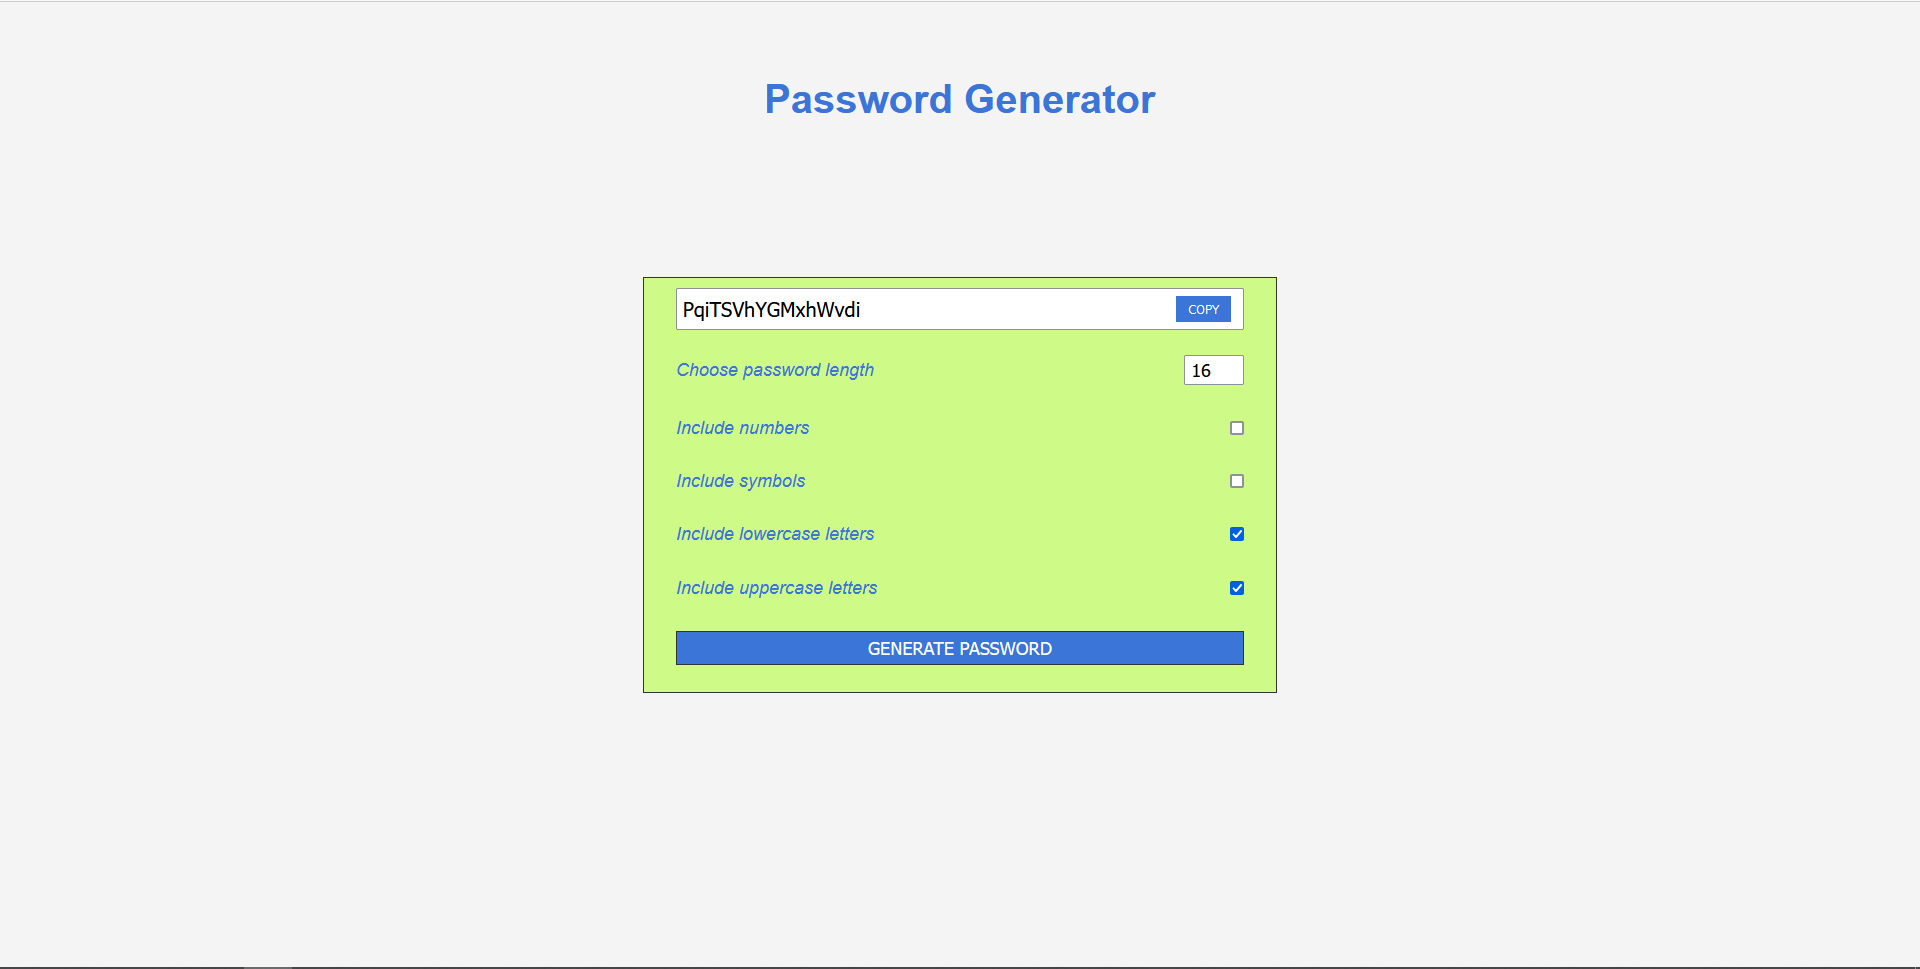 Password Generator
PqiTSVhYGMxhWvdi
COPY
Choose password length
16
Include numbers
Include symbols
Include lowercase letters
Include uppercase letters
GENERATE PASSWORD